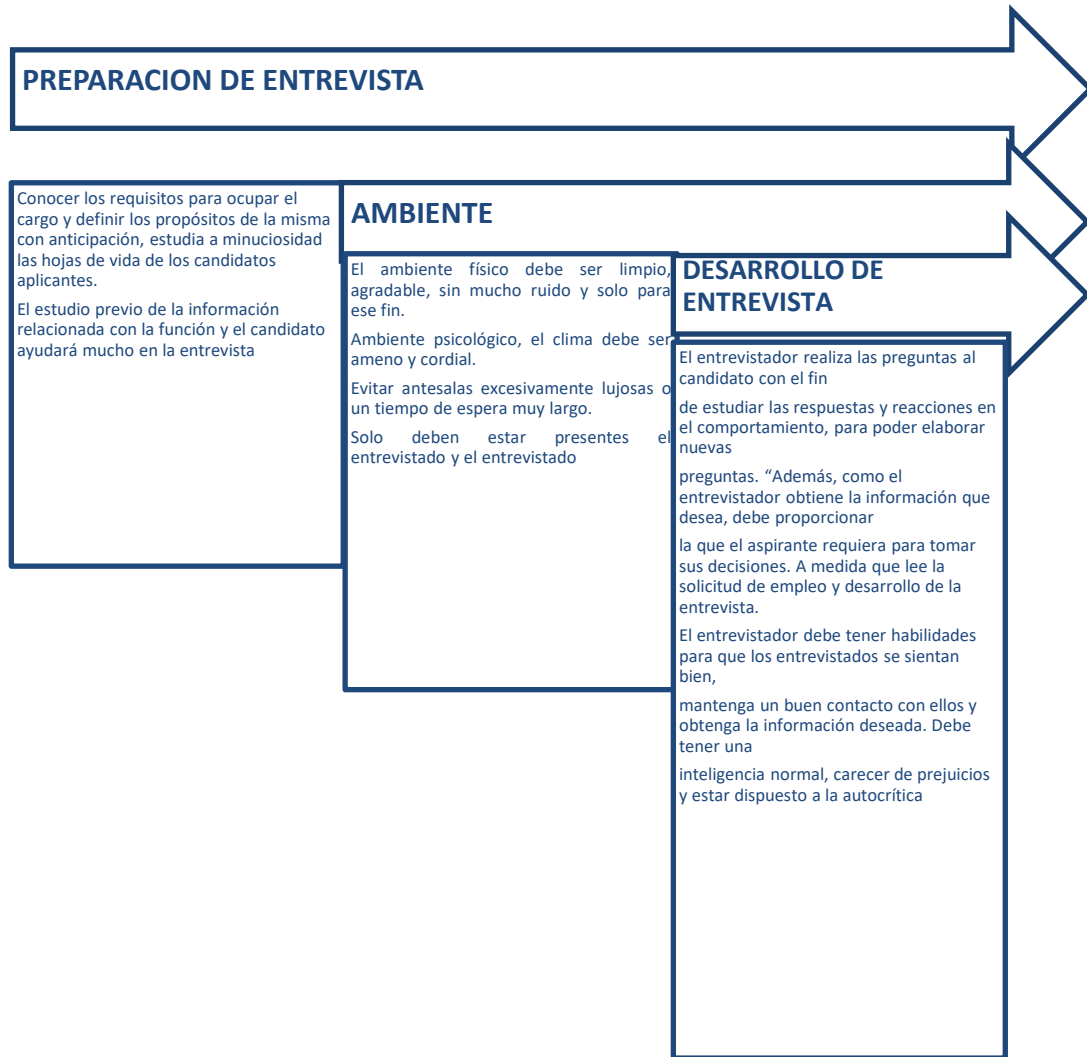 PREPARACION DE ENTREVISTA
Conocer los requisitos para ocupar el
cargo y definir los propósitos de la misma
con anticipación, estudia a minuciosidad
las hojas de vida de los candidatos
aplicantes.
El estudio previo de la información
relacionada con la función y el candidato
ayudará mucho en la entrevista
AMBIENTE
El ambiente físico debe ser limpio,
agradable, sin mucho ruido y solo para
ese fin.
Ambiente psicológico, el clima debe ser
ameno y cordial.
Evitar antesalas excesivamente lujosas o
un tiempo de espera muy largo.
Solo deben estar presentes el
entrevistado y el entrevistado
DESARROLLO DE
ENTREVISTA
El entrevistador realiza las preguntas al
candidato con el fin
de estudiar las respuestas y reacciones en
el comportamiento, para poder elaborar
nuevas
preguntas. “Además, como el
entrevistador obtiene la información que
desea, debe proporcionar
la que el aspirante requiera para tomar
sus decisiones. A medida que lee la
solicitud de empleo y desarrollo de la
entrevista.
El entrevistador debe tener habilidades
para que los entrevistados se sientan
bien,
mantenga un buen contacto con ellos y
obtenga la información deseada. Debe
tener una
inteligencia normal, carecer de prejuicios
y estar dispuesto a la autocrítica